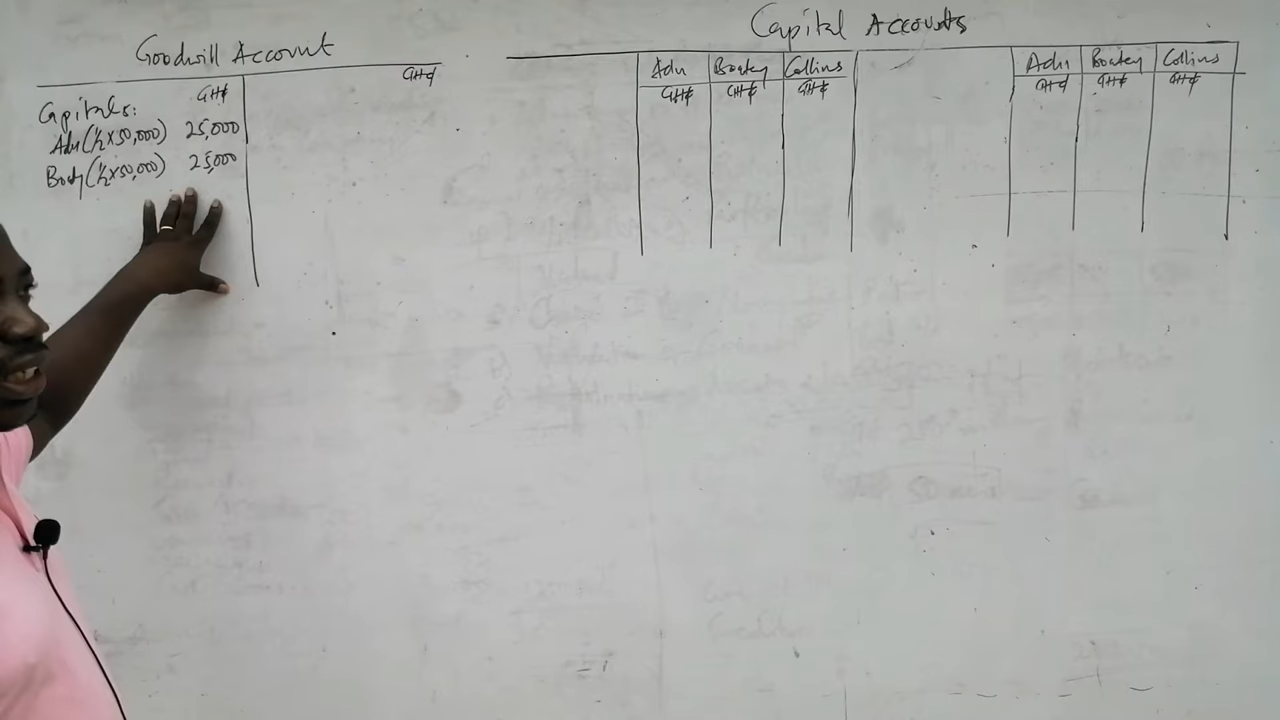 Goodwill Account
GH¢
GH¢
Capitals:
Adu (½ x 50,000) 25,000
(½ x 50,000) 25,000
Capital Accounts
Adu Boatey Collins
GH¢ GH¢ GH¢
Adu Boatey Collins
GH¢ GH¢ GH¢